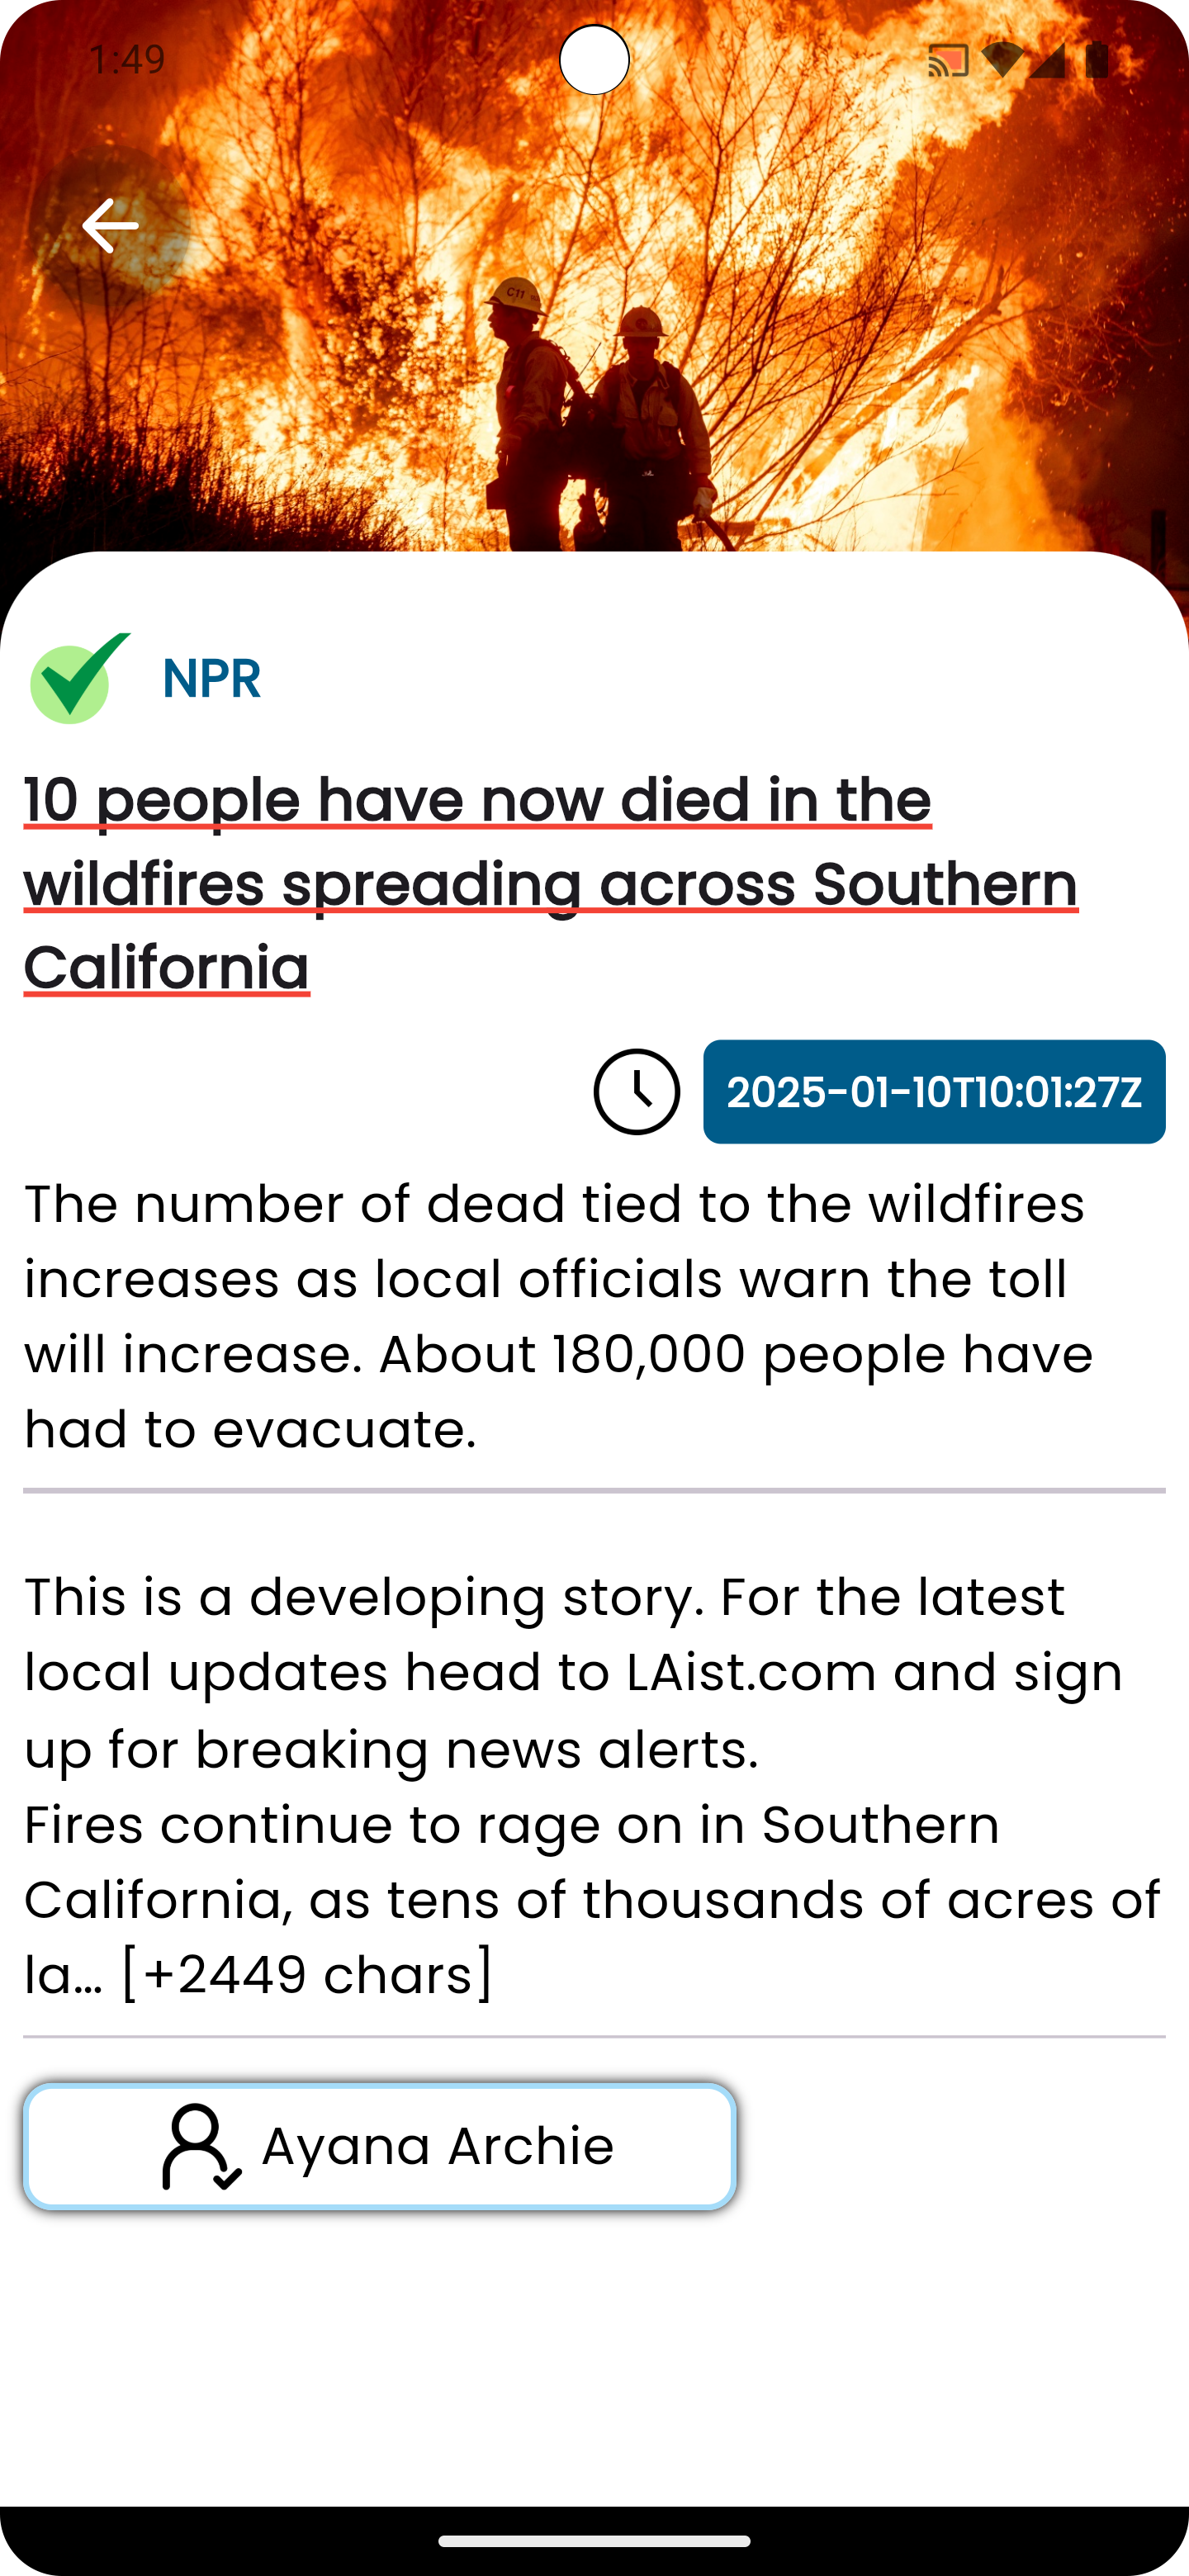 1:49
C11
NPR
10 people have now died in the
wildfires spreading across Southern
California
2025-01-10T10:01:27Z
The number of dead tied to the wildfires
increases as local officials warn the toll
will increase. About 180,000 people have
had to evacuate.
This is a developing story. For the latest
local updates head to LAist.com and sign
up for breaking news alerts.
Fires continue to rage on in Southern
California, as tens of thousands of acres of
la… [+2449 chars]
Ayana Archie